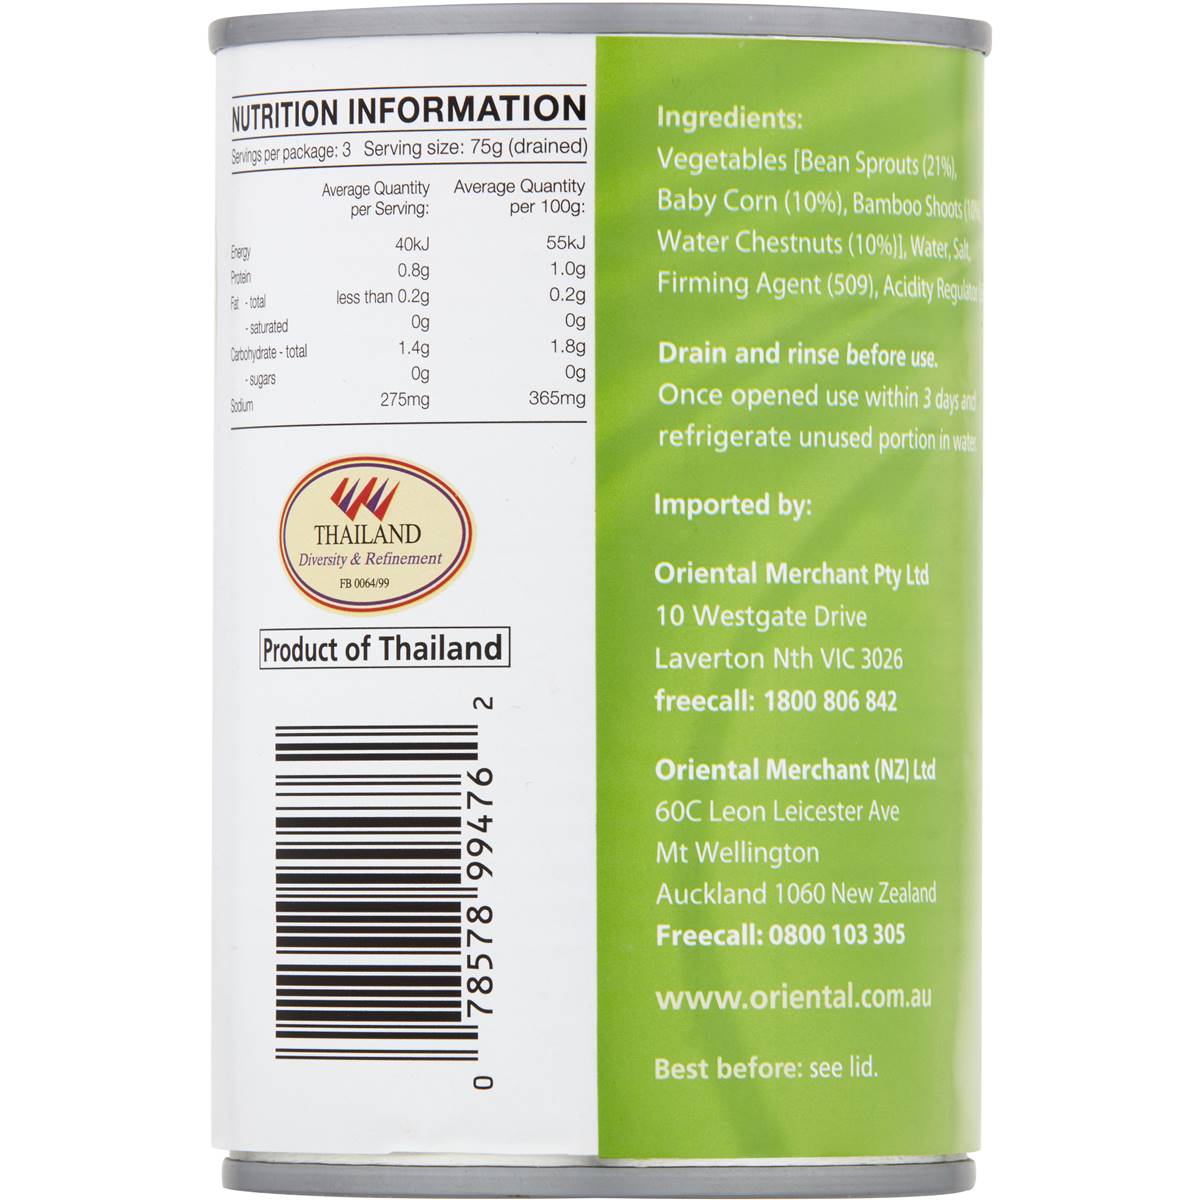 NUTRITION INFORMATION
Servings per package: 3 Serving size: 75g (drained)
Average Quantity per Serving: Average Quantity per 100g:
Energy 40kJ 55kJ
Protein 0.8g 1.0g
Fat - total less than 0.2g 0.2g
- saturated 0g 0g
Carbohydrate - total 1.4g 1.8g
- sugars 0g 0g
Sodium 275mg 365mg
THAILAND
Diversity & Refinement
FB 0064/99
Product of Thailand
0 78578 99476 2
Ingredients:
Vegetables [Bean Sprouts (21%),
Baby Corn (10%), Bamboo Shoots
Water Chestnuts (10%)], Water, Salt,
Firming Agent (509), Acidity Regulator
Drain and rinse before use.
Once opened use within 3 days and
refrigerate unused portion in water.
Imported by:
Oriental Merchant Pty Ltd
10 Westgate Drive
Laverton Nth VIC 3026
freecall: 1800 806 842
Oriental Merchant (NZ) Ltd
60C Leon Leicester Ave
Mt Wellington
Auckland 1060 New Zealand
Freecall: 0800 103 305
www.oriental.com.au
Best before: see lid.